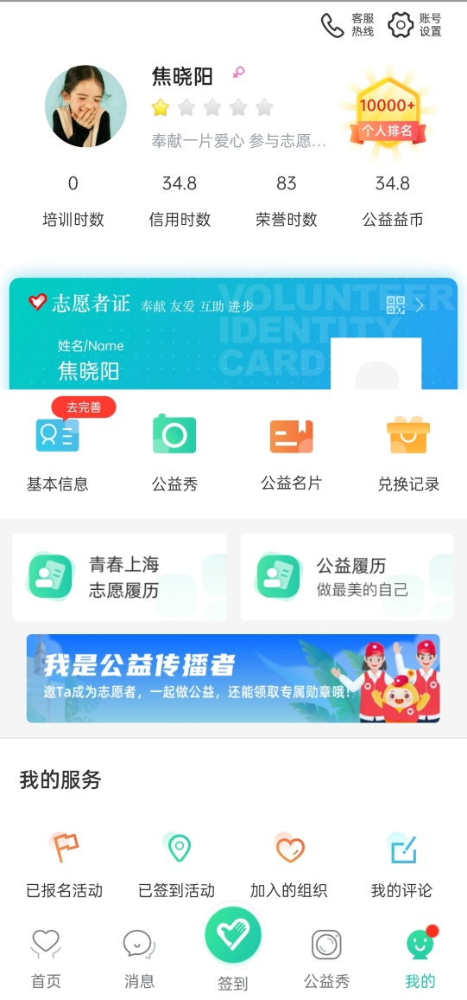 客服
热线
账号
设置
焦晓阳
10000+
个人排名
奉献一片爱心 参与志愿...
0 34.8 83 34.8
培训时数 信用时数 荣誉时数 公益益币
志愿者证 奉献 友爱 互助 进步
VOLUNTEER
IDENTITY
CARD
姓名/Name
焦晓阳
去完善
基本信息 公益秀 公益名片 兑换记录
青春上海
志愿履历
公益履历
做最美的自己
我是公益传播者
邀Ta成为志愿者，一起做公益，还能领取专属勋章哦！
我的服务
已报名活动 已签到活动 加入的组织 我的评论
首页 消息 签到 公益秀 我的